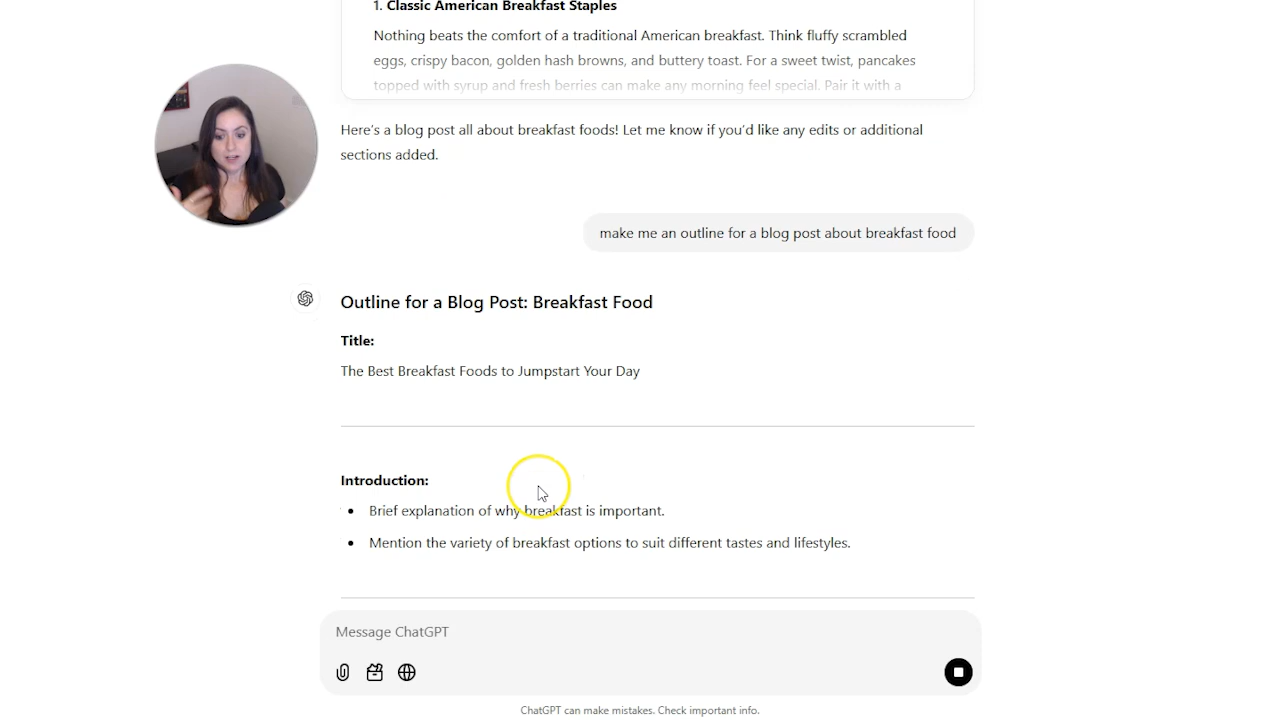 1. Classic American Breakfast Staples
Nothing beats the comfort of a traditional American breakfast. Think fluffy scrambled
eggs, crispy bacon, golden hash browns, and buttery toast. For a sweet twist, pancakes
topped with syrup and fresh berries can make any morning feel special. Pair it with a
Here’s a blog post all about breakfast foods! Let me know if you’d like any edits or additional
sections added.
make me an outline for a blog post about breakfast food
Outline for a Blog Post: Breakfast Food
Title:
The Best Breakfast Foods to Jumpstart Your Day
Introduction:
• Brief explanation of why breakfast is important.
• Mention the variety of breakfast options to suit different tastes and lifestyles.
Message ChatGPT
ChatGPT can make mistakes. Check important info.